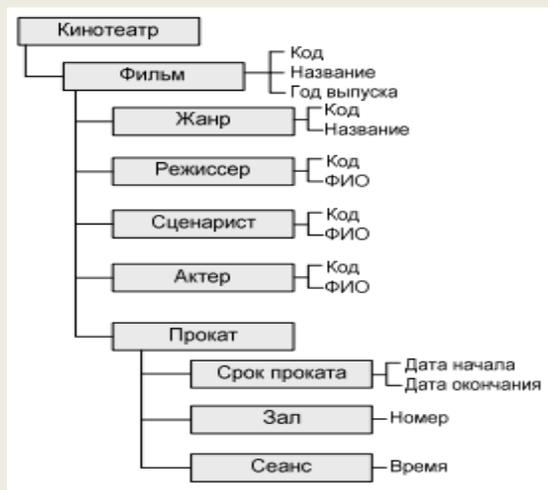 Кинотеатр
Фильм
Код
Название
Год выпуска
Жанр
Код
Название
Режиссер
Код
ФИО
Сценарист
Код
ФИО
Актер
Код
ФИО
Прокат
Срок проката
Дата начала
Дата окончания
Зал
Номер
Сеанс
Время